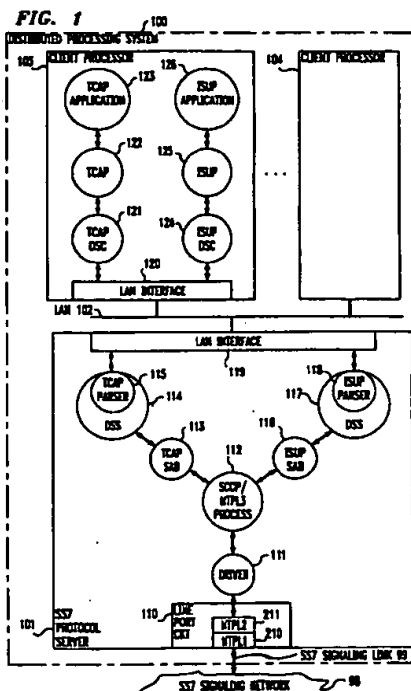 FIG. 1
100
DISTRIBUTED PROCESSING SYSTEM
103
CLIENT PROCESSOR
104
CLIENT PROCESSOR
123
126
TCAP
APPLICATION
ISUP
APPLICATION
122
125
TCAP
ISUP
121
124
TCAP
DSC
ISUP
DSC
120
LAN INTERFACE
...
LAN 102
LAN INTERFACE
119
115
118
TCAP
PARSER
114
117
ISUP
PARSER
DSS
DSS
113
112
116
TCAP
SAB
ISUP
SAB
SCCP/
MTPL3
PROCESS
111
DRIVER
110
LINE
PORT
CKT
211
MTPL2
210
MTPL1
101
SS7
PROTOCOL
SERVER
SS7 SIGNALING LINK 99
SS7 SIGNALING NETWORK
98